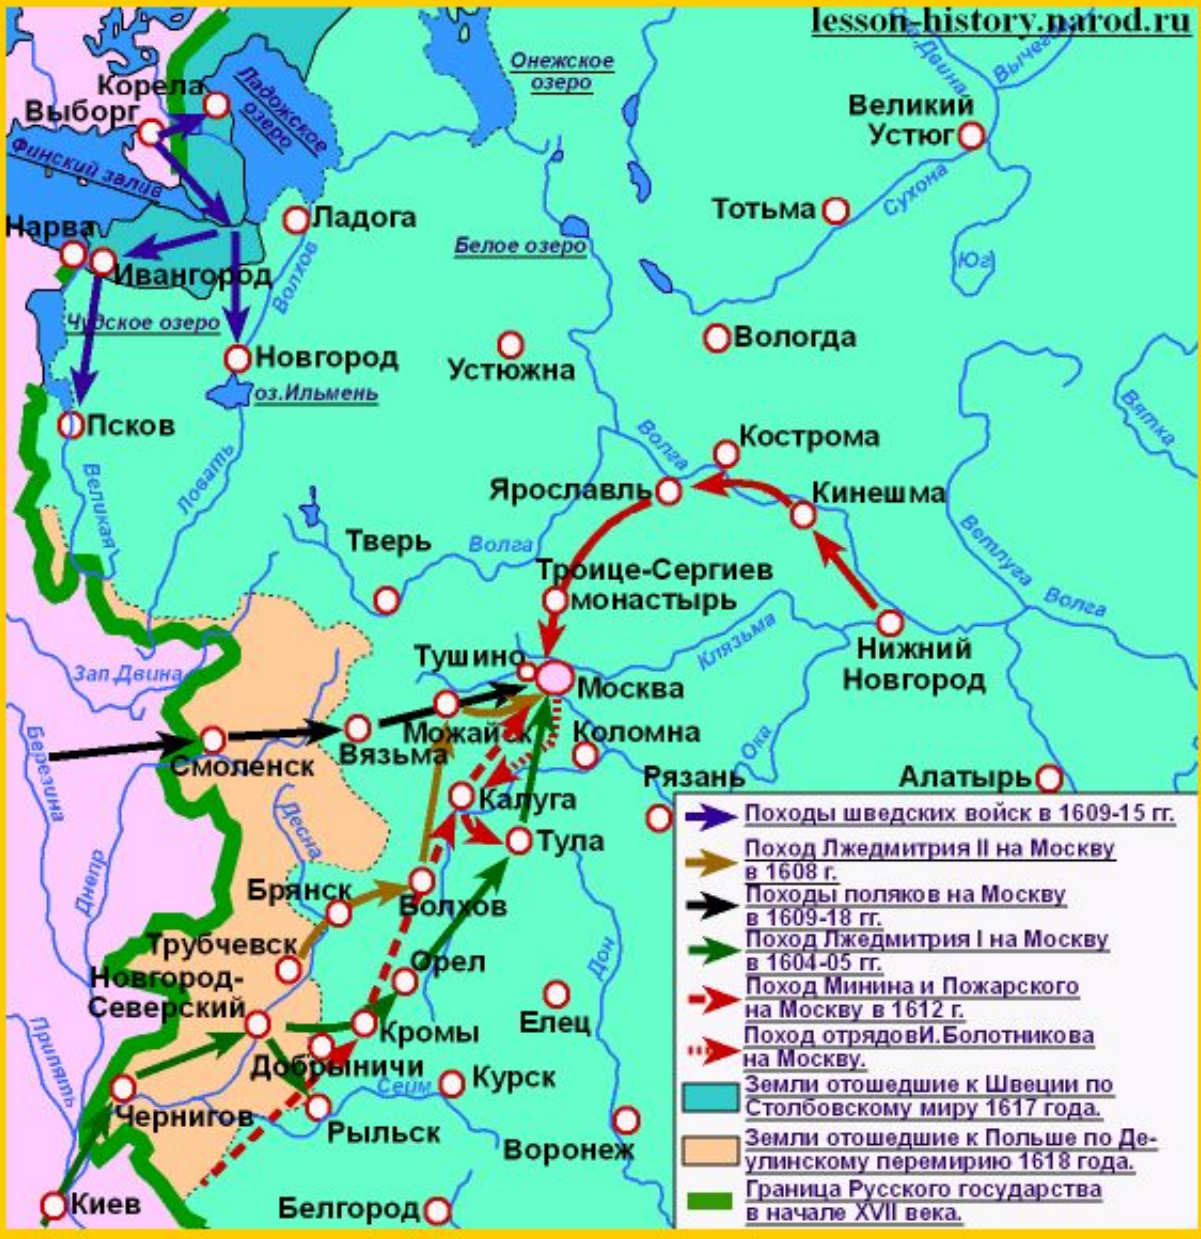 lesson-history.narod.ru
Онежское
озеро
Ладожское
озеро
Корела
Выборг
Финский залив
Сев.Двина
Вычегда
Великий
Устюг
Сухона
Тотьма
Юг
Нарва
Ладога
Белое озеро
Ивангород
Волхов
Чудское озеро
Новгород
оз.Ильмень
Устюжна
Вологда
Псков
Великая
Ловать
Волга
Кострома
Вятка
Ярославль
Кинешма
Ветлуга
Тверь
Волга
Троице-Сергиев
монастырь
Волга
Клязьма
Нижний
Новгород
Зап.Двина
Тушино
Москва
Можайск
Вязьма
Смоленск
Коломна
Ока
Березина
Рязань
Алатырь
Калуга
Тула
Десна
Днепр
Брянск
Болхов
Трубчевск
Новгород-
Северский
Орел
Дон
Елец
Кромы
Добрыничи
Припять
Сейм
Курск
Чернигов
Рыльск
Воронеж
Киев
Белгород
Походы шведских войск в 1609-15 гг.
Поход Лжедмитрия II на Москву
в 1608 г.
Походы поляков на Москву
в 1609-18 гг.
Поход Лжедмитрия I на Москву
в 1604-05 гг.
Поход Минина и Пожарского
на Москву в 1612 г.
Поход отрядовИ.Болотникова
на Москву.
Земли отошедшие к Швеции по
Столбовскому миру 1617 года.
Земли отошедшие к Польше по Де-
улинскому перемирию 1618 года.
Граница Русского государства
в начале XVII века.